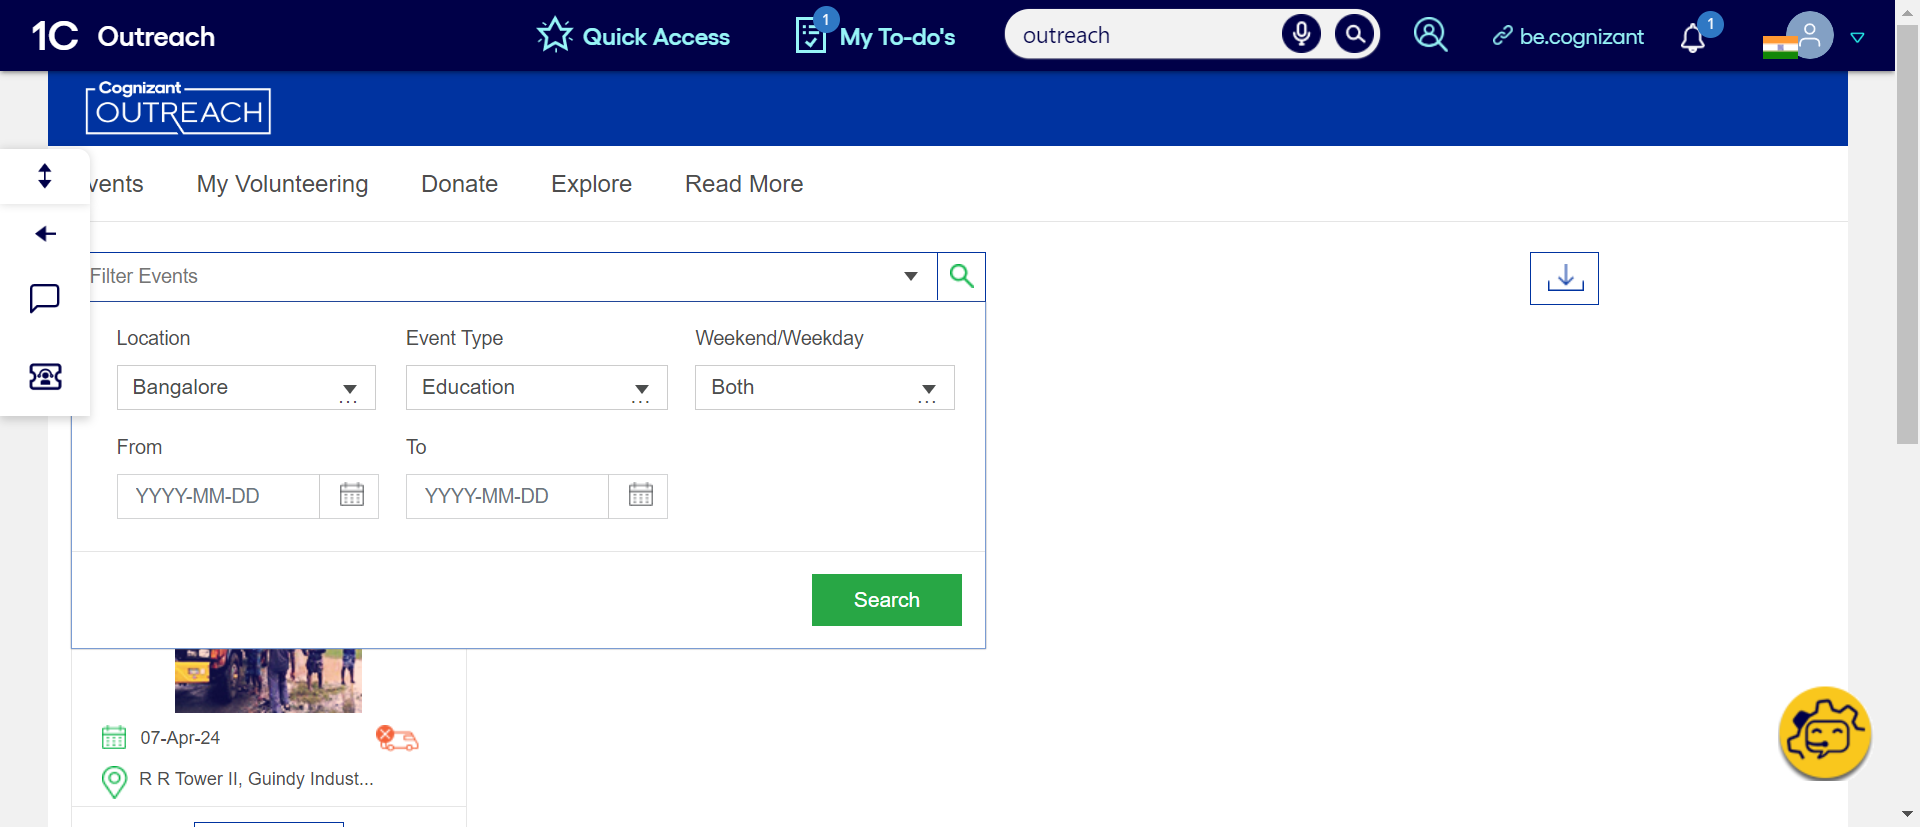 1C Outreach
Quick Access
1
My To-do's
outreach
be.cognizant
1
Cognizant
OUTREACH
vents
My Volunteering
Donate
Explore
Read More
Filter Events
Location
Event Type
Weekend/Weekday
Bangalore
Education
Both
From
To
YYYY-MM-DD
YYYY-MM-DD
Search
07-Apr-24
R R Tower II, Guindy Indust...